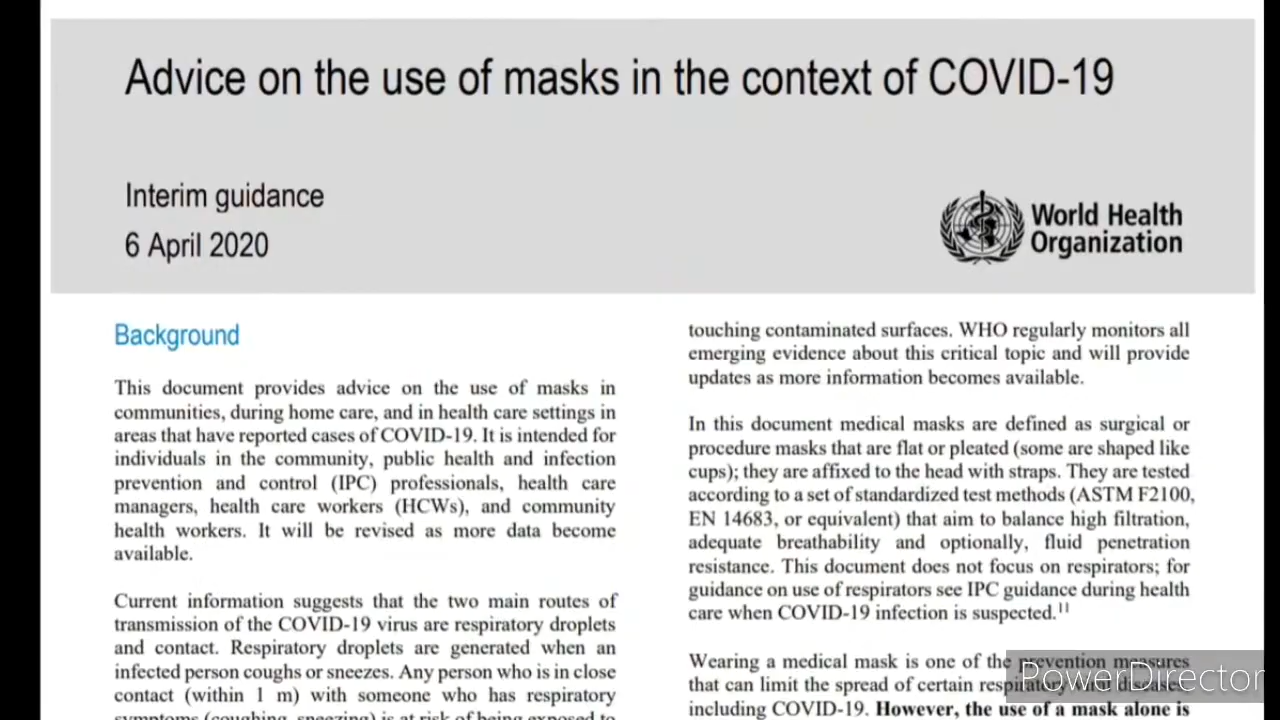 Advice on the use of masks in the context of COVID-19
Interim guidance
6 April 2020
World Health
Organization
Background
This document provides advice on the use of masks in
communities, during home care, and in health care settings in
areas that have reported cases of COVID-19. It is intended for
individuals in the community, public health and infection
prevention and control (IPC) professionals, health care
managers, health care workers (HCWs), and community
health workers. It will be revised as more data become
available.
Current information suggests that the two main routes of
transmission of the COVID-19 virus are respiratory droplets
and contact. Respiratory droplets are generated when an
infected person coughs or sneezes. Any person who is in close
contact (within 1 m) with someone who has respiratory
symptoms (coughing, sneezing) is at risk of being exposed to
touching contaminated surfaces. WHO regularly monitors all
emerging evidence about this critical topic and will provide
updates as more information becomes available.
In this document medical masks are defined as surgical or
procedure masks that are flat or pleated (some are shaped like
cups); they are affixed to the head with straps. They are tested
according to a set of standardized test methods (ASTM F2100,
EN 14683, or equivalent) that aim to balance high filtration,
adequate breathability and optionally, fluid penetration
resistance. This document does not focus on respirators; for
guidance on use of respirators see IPC guidance during health
care when COVID-19 infection is suspected.¹¹
Wearing a medical mask is one of the prevention measures
that can limit the spread of certain respiratory viral diseases,
including COVID-19. However, the use of a mask alone is
PowerDirector